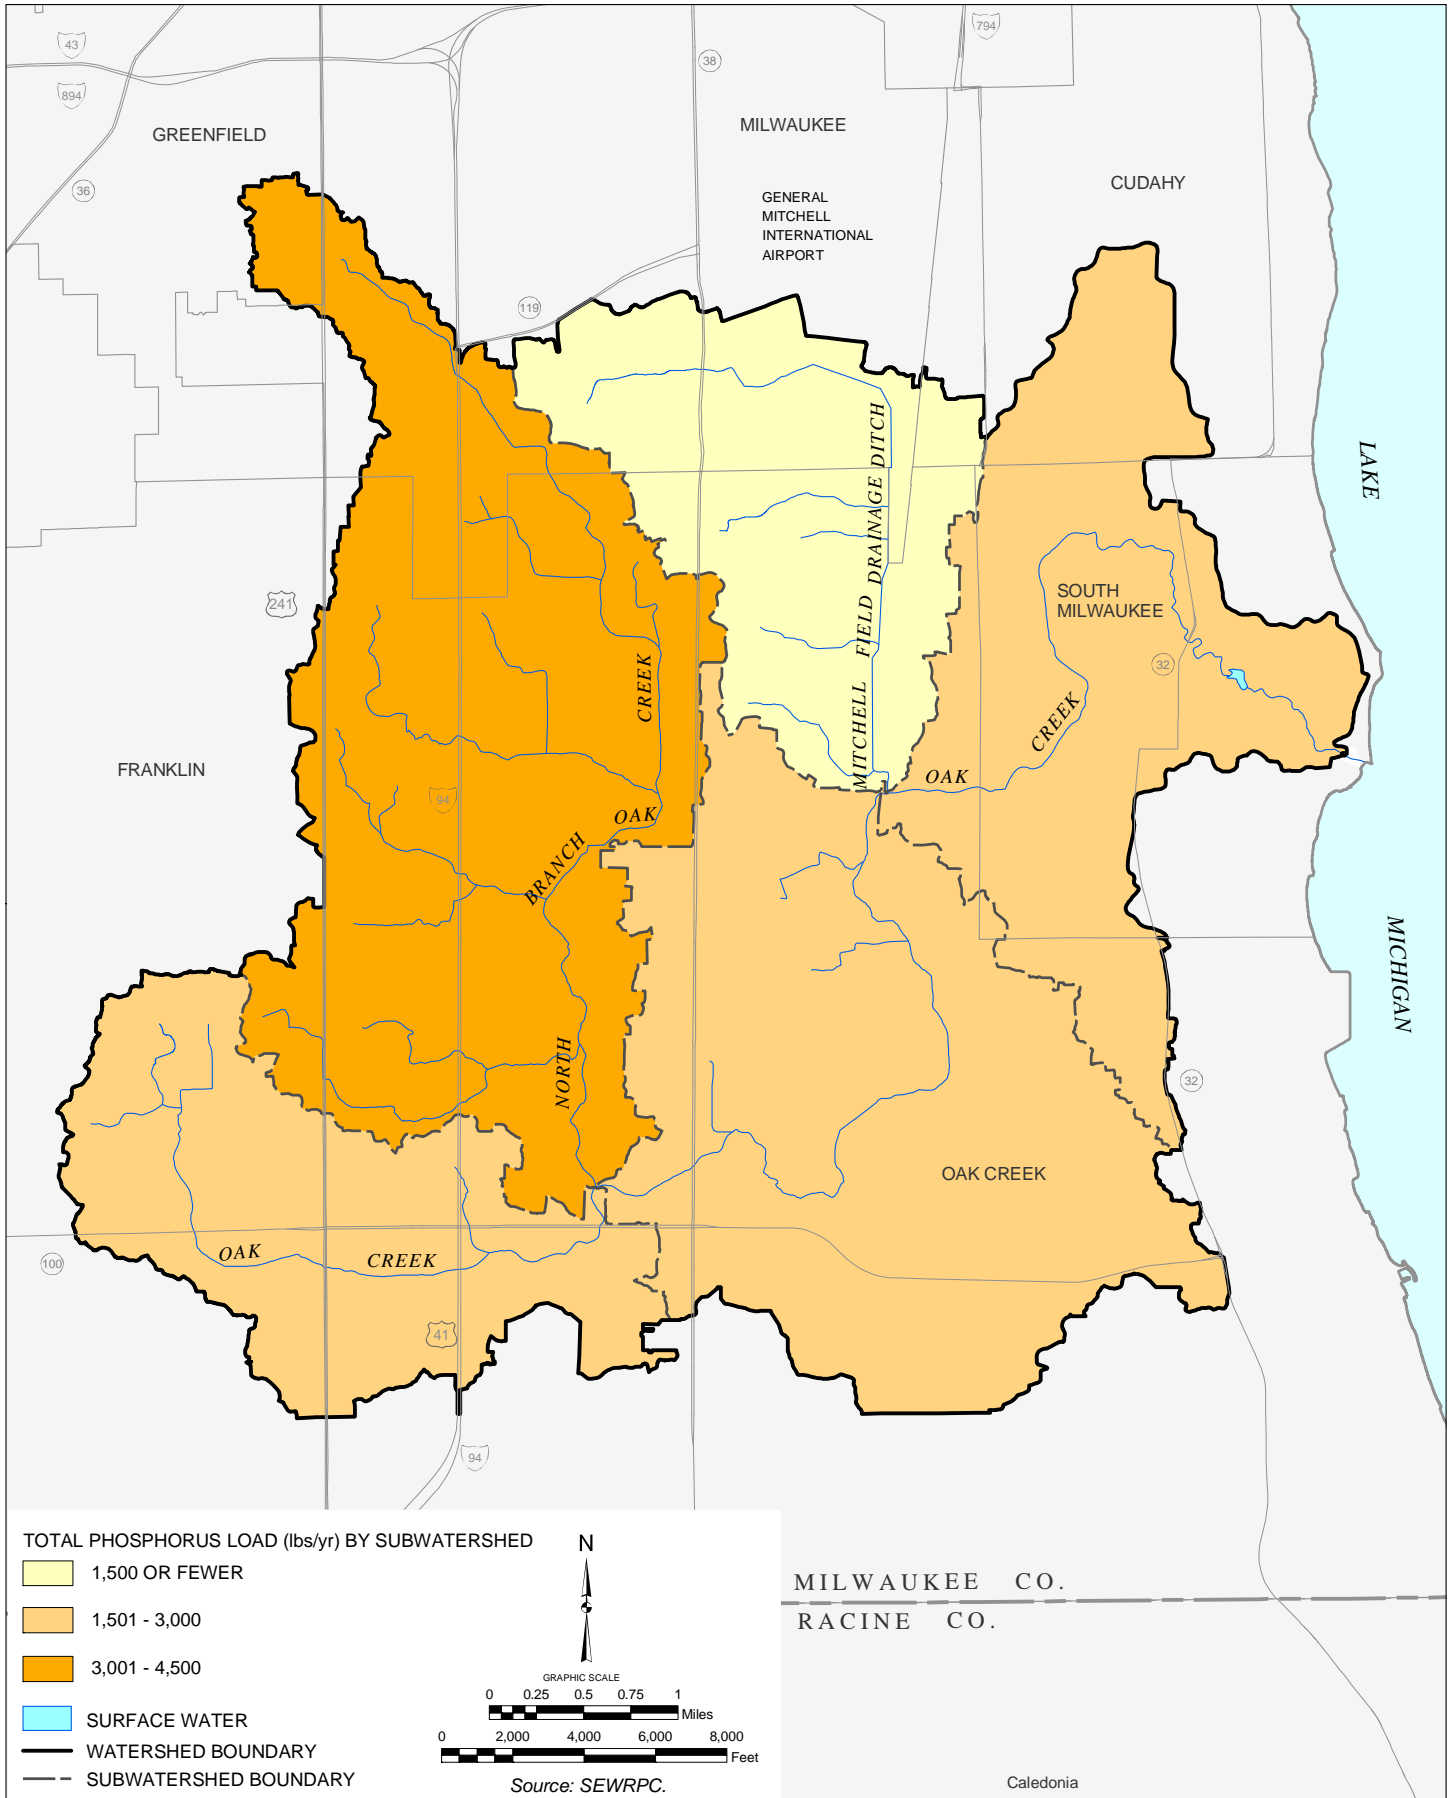 43
894
794
38
GREENFIELD
MILWAUKEE
CUDAHY
36
GENERAL
MITCHELL
INTERNATIONAL
AIRPORT
119
LAKE
MICHIGAN
MITCHELL FIELD DRAINAGE DITCH
241
SOUTH
MILWAUKEE
32
CREEK
OAK
FRANKLIN
94
NORTH BRANCH OAK CREEK
32
OAK CREEK
100
OAK CREEK
41
94
TOTAL PHOSPHORUS LOAD (lbs/yr) BY SUBWATERSHED
1,500 OR FEWER
1,501 - 3,000
3,001 - 4,500
SURFACE WATER
WATERSHED BOUNDARY
SUBWATERSHED BOUNDARY
N
GRAPHIC SCALE
0 0.25 0.5 0.75 1
Miles
0 2,000 4,000 6,000 8,000
Feet
Source: SEWRPC.
MILWAUKEE CO.
RACINE CO.
Caledonia